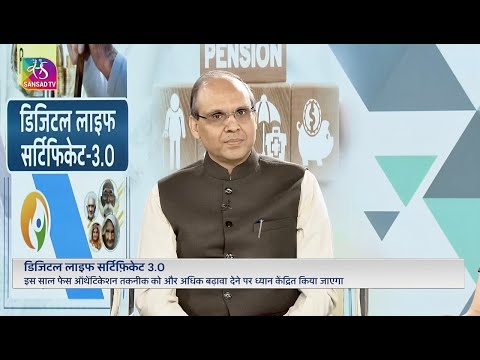 SANSAD TV
PENSION
डिजिटल लाइफ
सर्टिफिकेट-3.0
डिजिटल लाइफ सर्टिफ़िकेट 3.0
इस साल फेस ऑथेंटिकेशन तकनीक को और अधिक बढ़ावा देने पर ध्यान केंद्रित किया जाएगा